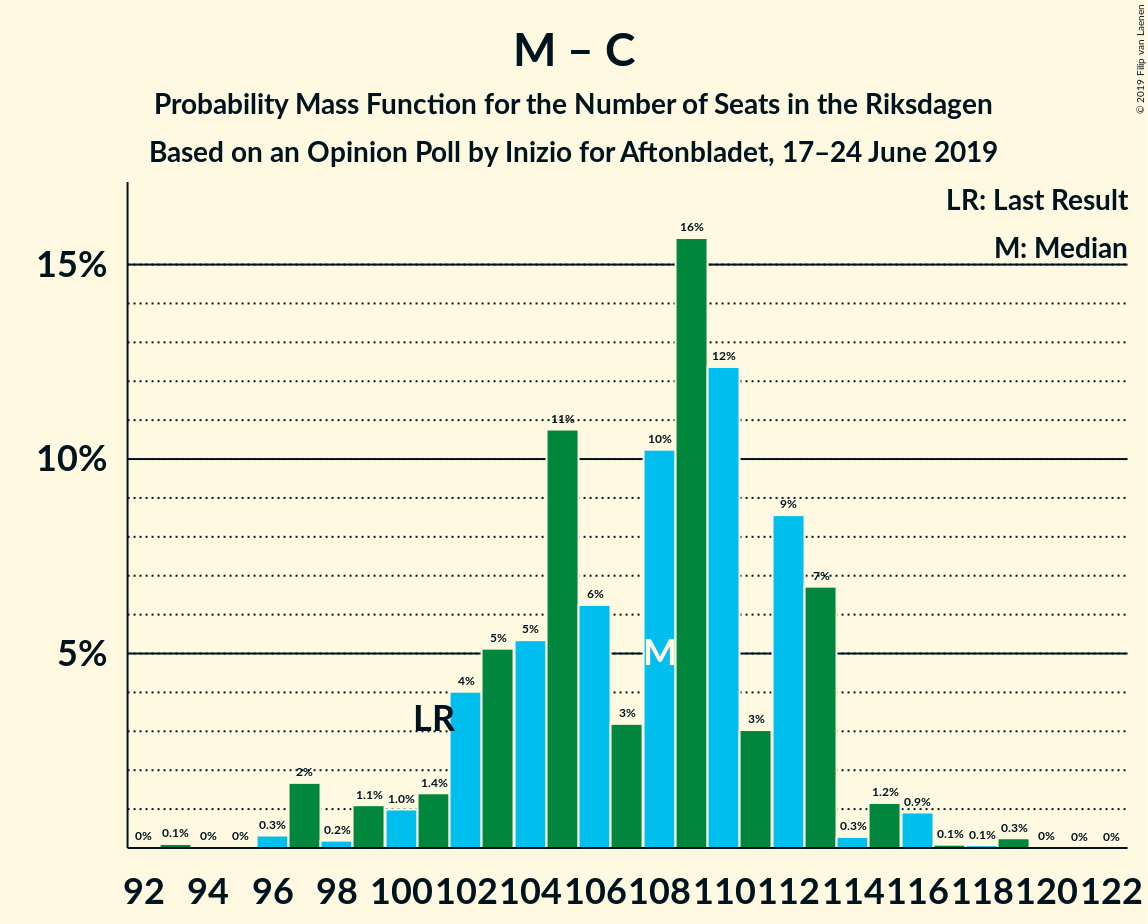 M – C
Probability Mass Function for the Number of Seats in the Riksdagen
Based on an Opinion Poll by Inizio for Aftonbladet, 17–24 June 2019
© 2019 Filip van Laenen
LR: Last Result
M: Median
15%
10%
5%
0% 0.1% 0% 0% 0.3% 2% 0.2% 1.1% 1.0% 1.4% 4% 5% 5% 11% 6% 3% 10% 16% 12% 3% 9% 7% 0.3% 1.2% 0.9% 0.1% 0.1% 0.3% 0% 0% 0%
LR
M
92 94 96 98 100 102 104 106 108 110 112 114 116 118 120 122